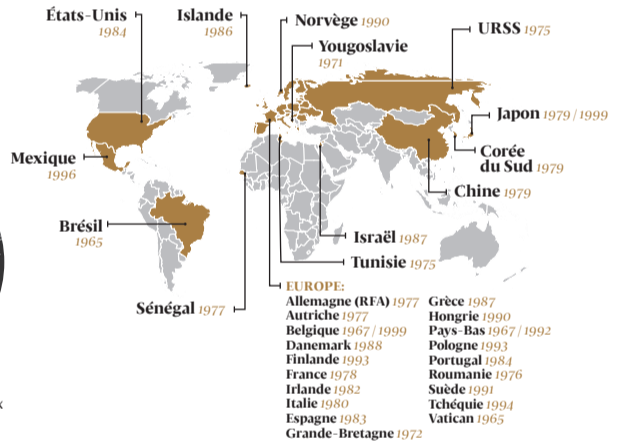 États-Unis
1984
Islande
1986
Norvège 1990
Yougoslavie
1971
URSS 1975
Japon 1979 / 1999
Corée
du Sud 1979
Chine 1979
Mexique
1996
Brésil
1965
Israël 1987
Tunisie 1975
Sénégal 1977
EUROPE:
Allemagne (RFA) 1977
Autriche 1977
Belgique 1967 / 1999
Danemark 1988
Finlande 1993
France 1978
Irlande 1982
Italie 1980
Espagne 1983
Grande-Bretagne 1972
Grèce 1987
Hongrie 1990
Pays-Bas 1967 / 1992
Pologne 1993
Portugal 1984
Roumanie 1976
Suède 1991
Tchéquie 1994
Vatican 1965
x